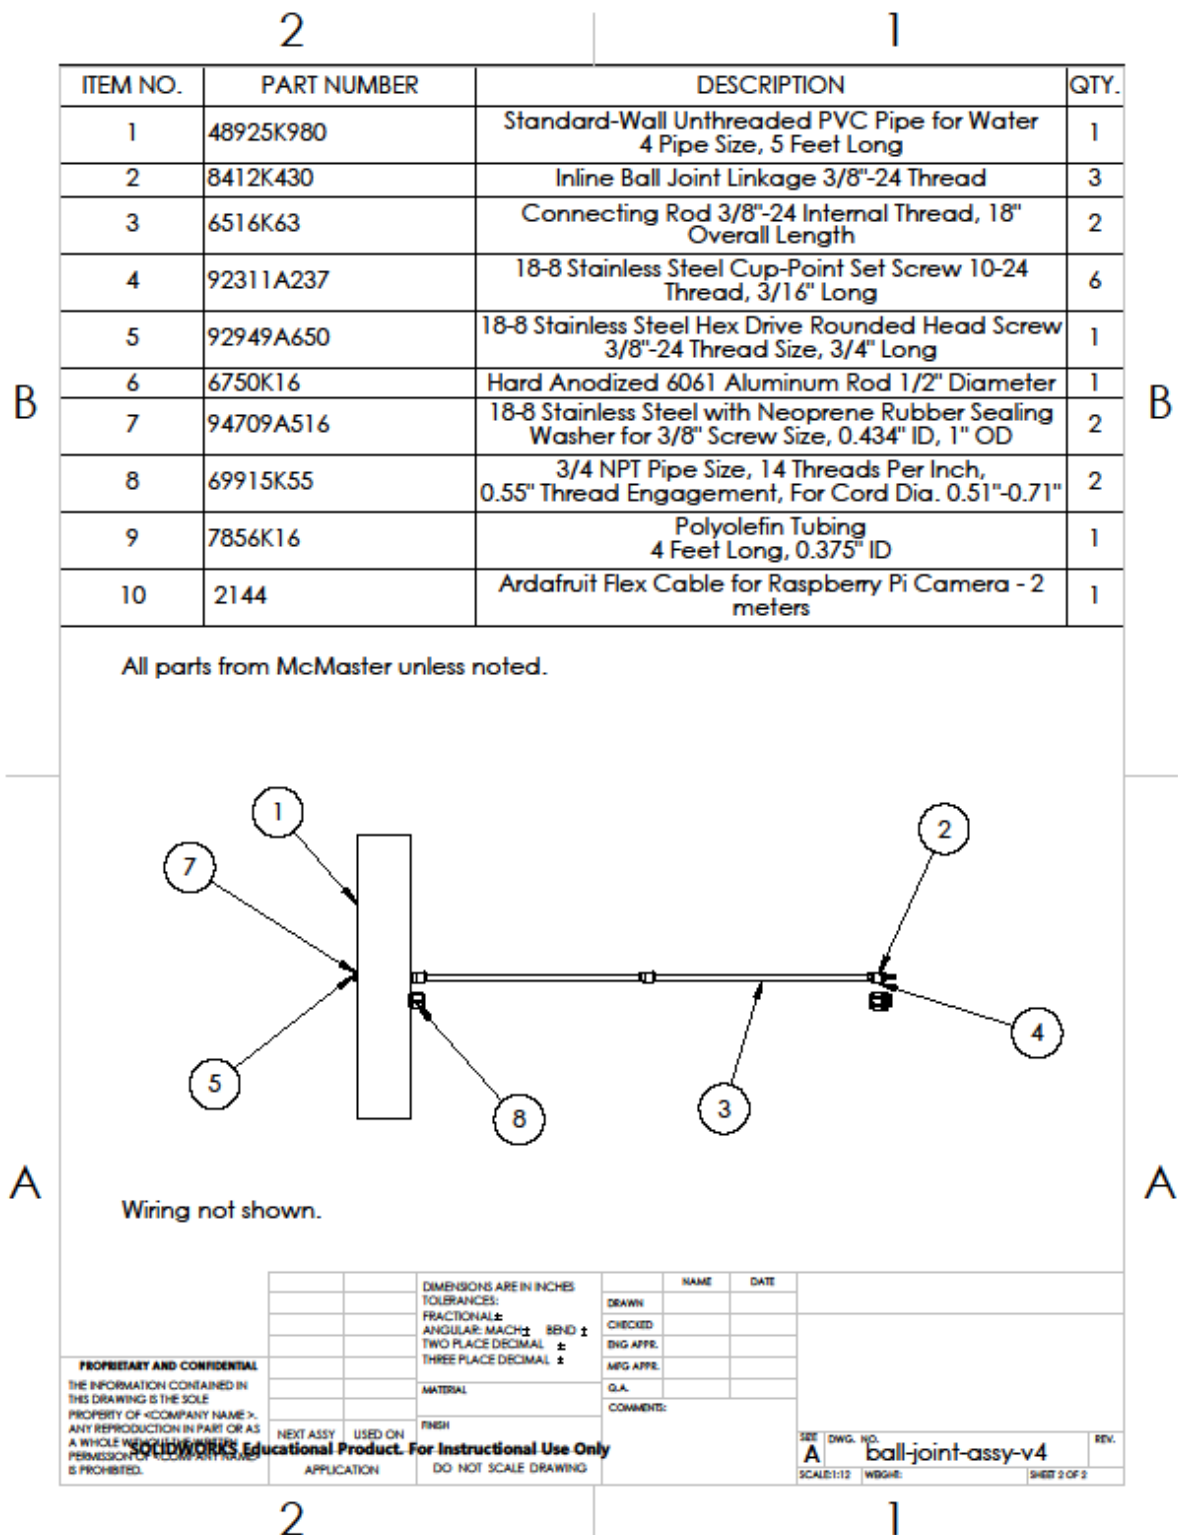 2 1
ITEM NO. PART NUMBER DESCRIPTION QTY.
1 48925K980 Standard-Wall Unthreaded PVC Pipe for Water 1
4 Pipe Size, 5 Feet Long
2 8412K430 Inline Ball Joint Linkage 3/8"-24 Thread 3
3 6516K63 Connecting Rod 3/8"-24 Internal Thread, 18" 2
Overall Length
4 92311A237 18-8 Stainless Steel Cup-Point Set Screw 10-24 6
Thread, 3/16" Long
5 92949A650 18-8 Stainless Steel Hex Drive Rounded Head Screw 1
3/8"-24 Thread Size, 3/4" Long
6 6750K16 Hard Anodized 6061 Aluminum Rod 1/2" Diameter 1
7 94709A516 18-8 Stainless Steel with Neoprene Rubber Sealing 2
Washer for 3/8" Screw Size, 0.434" ID, 1" OD
8 69915K55 3/4 NPT Pipe Size, 14 Threads Per Inch, 2
0.55" Thread Engagement, For Cord Dia. 0.51"-0.71"
9 7856K16 Polyolefin Tubing 1
4 Feet Long, 0.375" ID
10 2144 Ardafruit Flex Cable for Raspberry Pi Camera - 2 1
meters
B B
All parts from McMaster unless noted.
1
2
7
4
5
3
8
A A
Wiring not shown.
DIMENSIONS ARE IN INCHES
TOLERANCES:
FRACTIONAL±
ANGULAR: MACH± BEND ±
TWO PLACE DECIMAL ±
THREE PLACE DECIMAL ±
MATERIAL
FINISH
DO NOT SCALE DRAWING
NAME DATE
DRAWN
CHECKED
ENG APPR.
MFG APPR.
Q.A.
COMMENTS:
PROPRIETARY AND CONFIDENTIAL
THE INFORMATION CONTAINED IN
THIS DRAWING IS THE SOLE
PROPERTY OF <COMPANY NAME>.
ANY REPRODUCTION IN PART OR AS
A WHOLE WITHOUT THE WRITTEN
PERMISSION OF <COMPANY NAME>
IS PROHIBITED.
NEXT ASSY USED ON
APPLICATION
SOLIDWORKS Educational Product. For Instructional Use Only
SIZE DWG. NO. REV.
A ball-joint-assy-v4
SCALE:1:12 WEIGHT: SHEET 2 OF 2
2 1